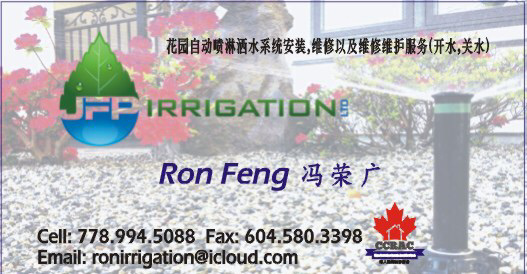 花园自动喷淋洒水系统安装,维修以及维修维护服务(开水,关水)
JFP IRRIGATION
Ron Feng 冯荣广
CCRAC
Cell: 778.994.5088 Fax: 604.580.3398
Email: ronirrigation@icloud.com